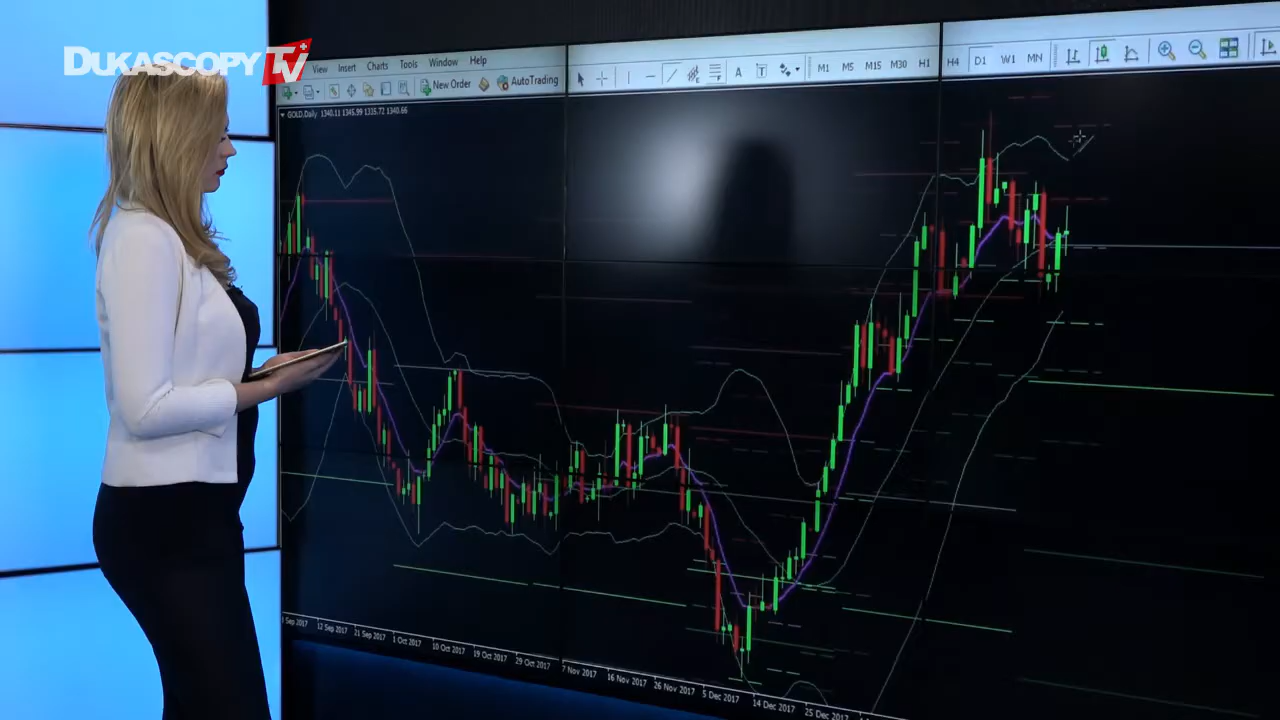 DUKASCOPY TV
View Insert Charts Tools Window Help
New Order AutoTrading
A T M1 M5 M15 M30 H1 H4 D1 W1 MN
GOLD,Daily 1340.11 1345.99 1335.72 1340.66
Sep 2017 12 Sep 2017 21 Sep 2017 1 Oct 2017 10 Oct 2017 19 Oct 2017 29 Oct 2017 7 Nov 2017 16 Nov 2017 26 Nov 2017 5 Dec 2017 14 Dec 2017 25 Dec 2017